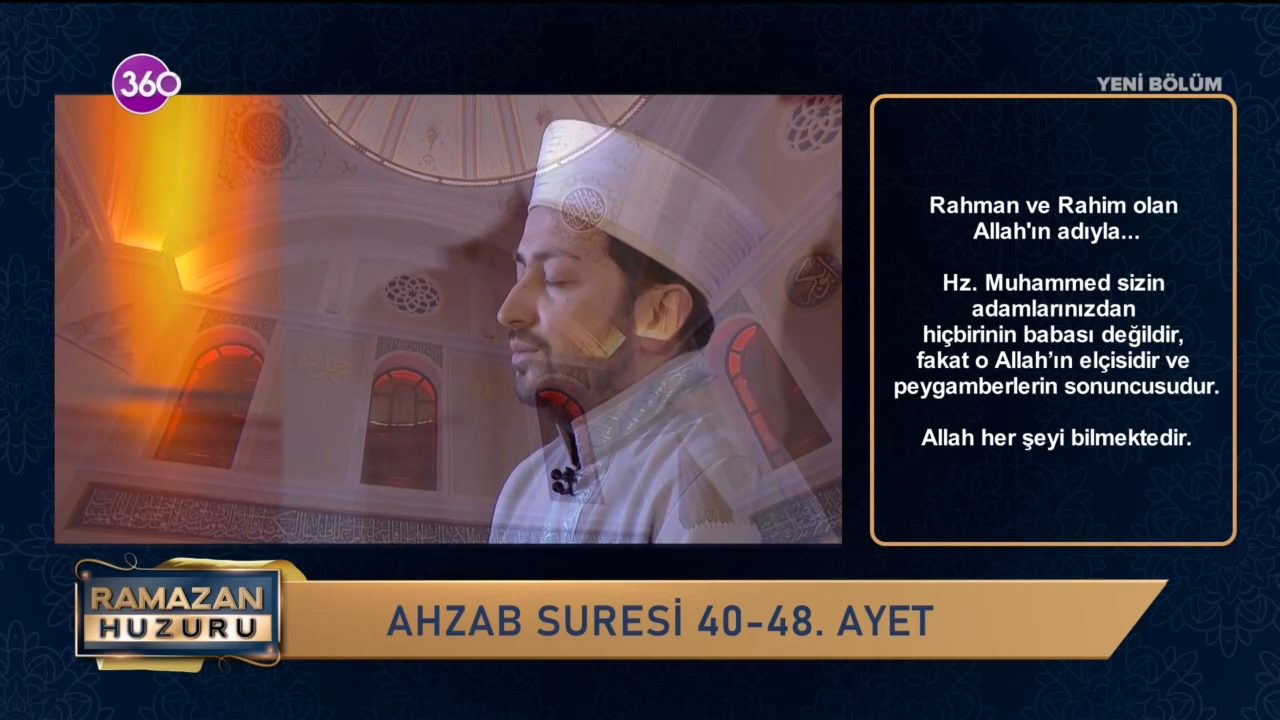 360
YENİ BÖLÜM
Rahman ve Rahim olan
Allah'ın adıyla...
Hz. Muhammed sizin
adamlarınızdan
hiçbirinin babası değildir,
fakat o Allah’ın elçisidir ve
peygamberlerin sonuncusudur.
Allah her şeyi bilmektedir.
RAMAZAN
HUZURU
AHZAB SURESİ 40-48. AYET